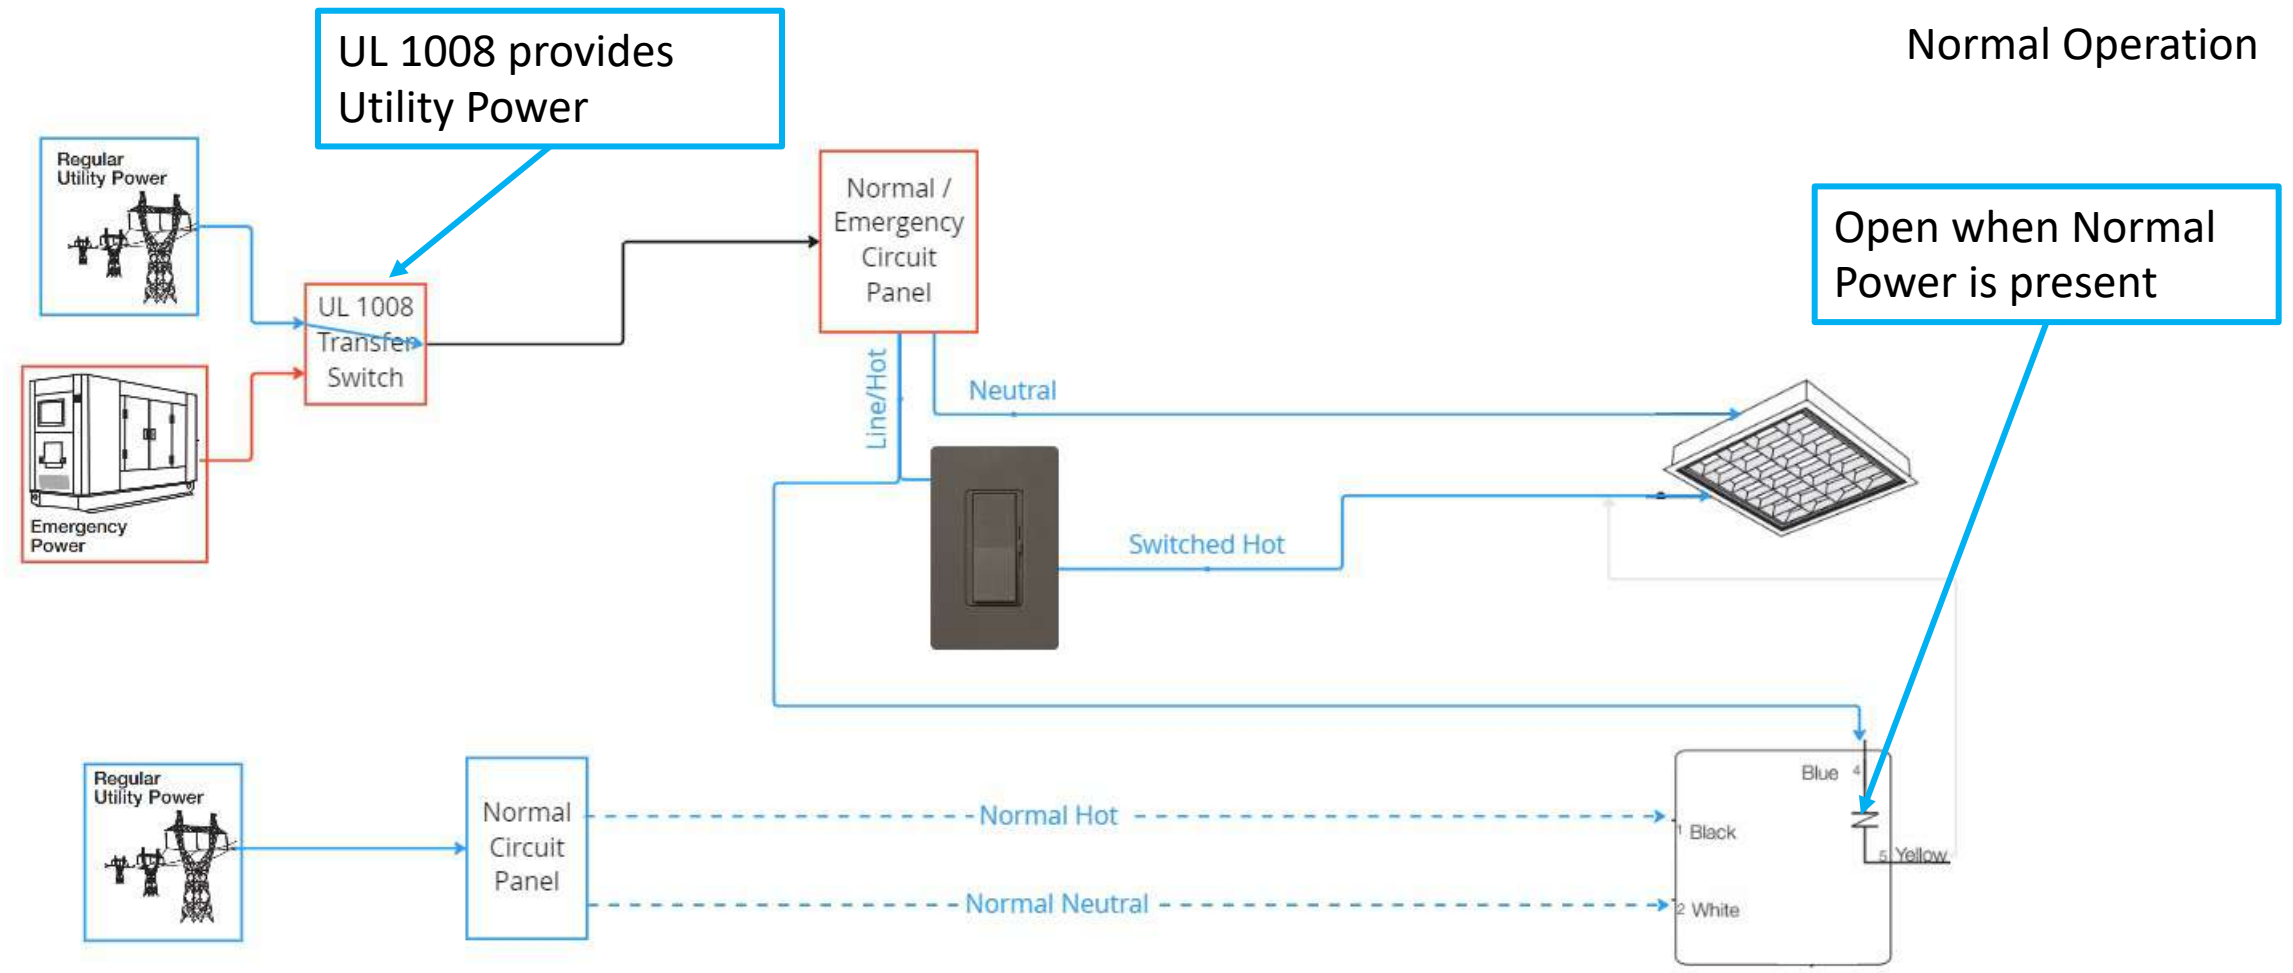 UL 1008 provides
Utility Power
Normal Operation
Regular
Utility Power
Normal /
Emergency
Circuit
Panel
Open when Normal
Power is present
UL 1008
Transfer
Switch
Line/Hot
Neutral
Emergency
Power
Switched Hot
Regular
Utility Power
Normal
Circuit
Panel
Normal Hot
Normal Neutral
Blue 4
1 Black
5 Yellow
2 White